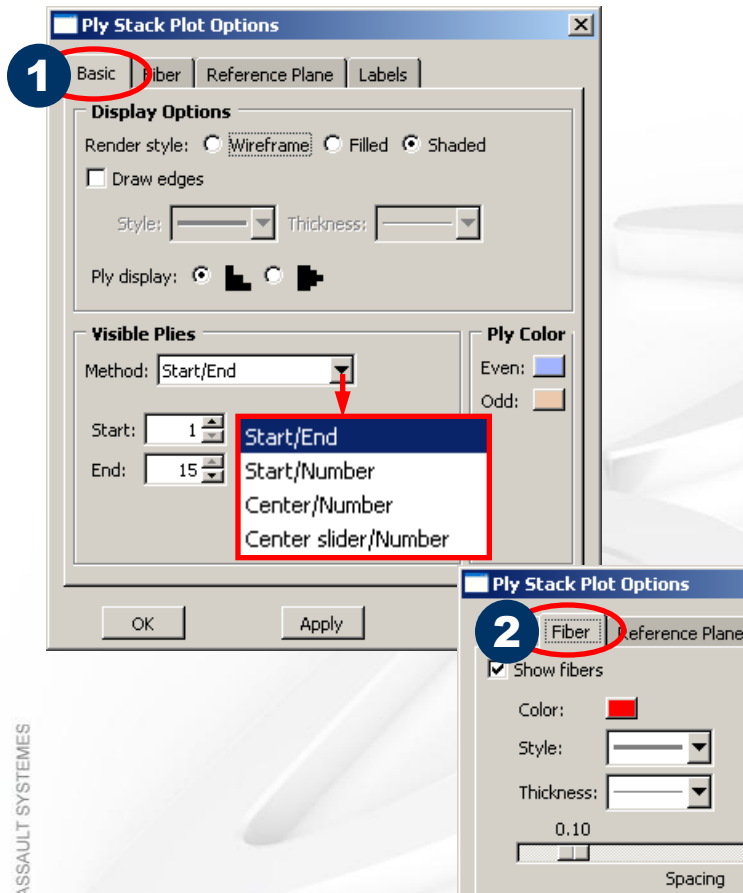 Ply Stack Plot Options
1
Basic Fiber Reference Plane Labels
Display Options
Render style: Wireframe Filled Shaded
Draw edges
Style: Thickness:
Ply display:
Visible Plies
Method: Start/End
Start: 1
End: 15
Start/End
Start/Number
Center/Number
Center slider/Number
Ply Color
Even:
Odd:
OK Apply
Ply Stack Plot Options
2
Fiber Reference Plane
Show fibers
Color:
Style:
Thickness:
0.10
Spacing
ASSAULT SYSTEMES